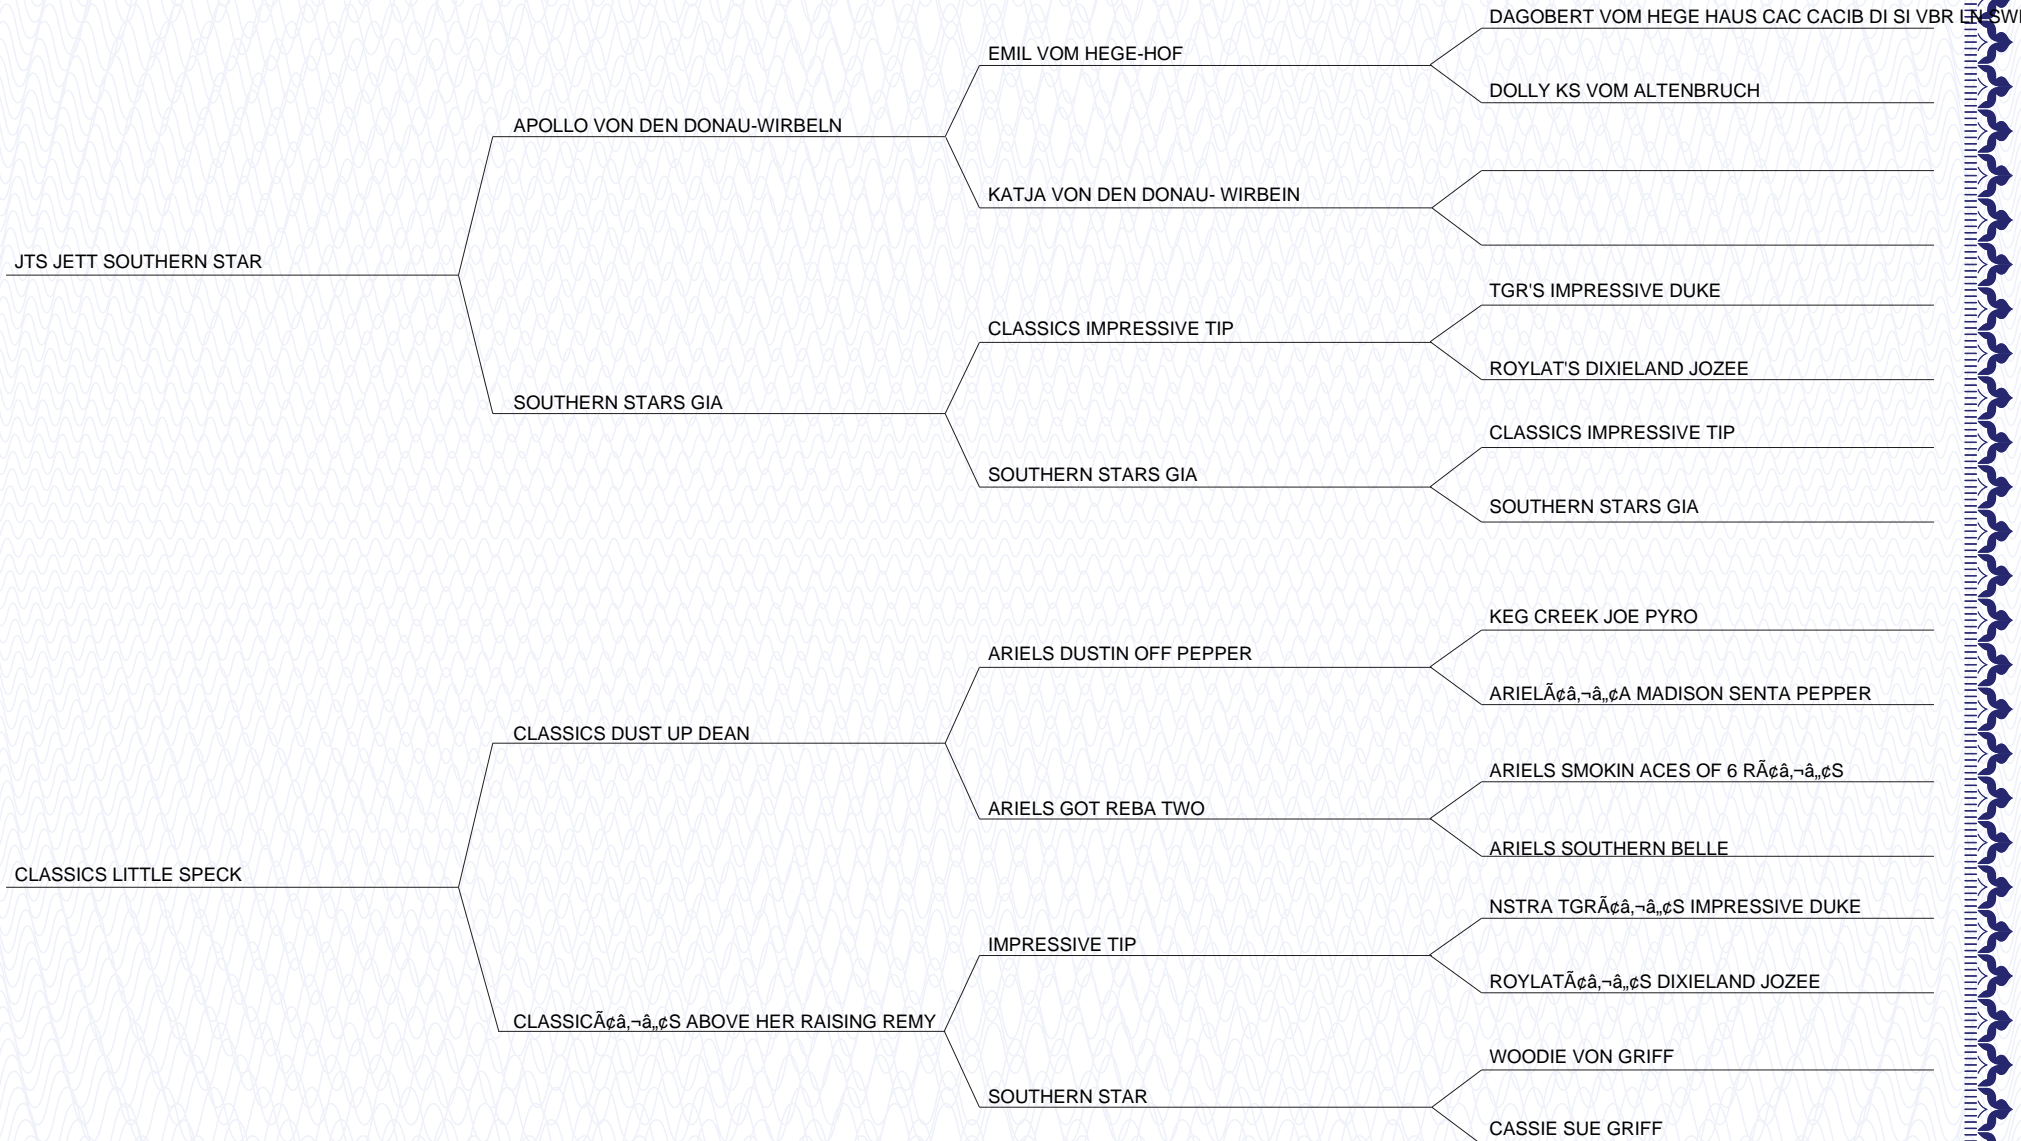 DAGOBERT VOM HEGE HAUS CAC CACIB DI SI VBR LN SWI
EMIL VOM HEGE-HOF
DOLLY KS VOM ALTENBRUCH
APOLLO VON DEN DONAU-WIRBELN
KATJA VON DEN DONAU- WIRBEIN
JTS JETT SOUTHERN STAR
TGR'S IMPRESSIVE DUKE
CLASSICS IMPRESSIVE TIP
ROYLAT'S DIXIELAND JOZEE
SOUTHERN STARS GIA
CLASSICS IMPRESSIVE TIP
SOUTHERN STARS GIA
SOUTHERN STARS GIA
KEG CREEK JOE PYRO
ARIELS DUSTIN OFF PEPPER
ARIELÃ¢â‚¬â„¢A MADISON SENTA PEPPER
CLASSICS DUST UP DEAN
ARIELS SMOKIN ACES OF 6 RÃ¢â‚¬â„¢S
ARIELS GOT REBA TWO
ARIELS SOUTHERN BELLE
CLASSICS LITTLE SPECK
NSTRA TGRÃ¢â‚¬â„¢S IMPRESSIVE DUKE
IMPRESSIVE TIP
ROYLATÃ¢â‚¬â„¢S DIXIELAND JOZEE
CLASSICÃ¢â‚¬â„¢S ABOVE HER RAISING REMY
WOODIE VON GRIFF
SOUTHERN STAR
CASSIE SUE GRIFF